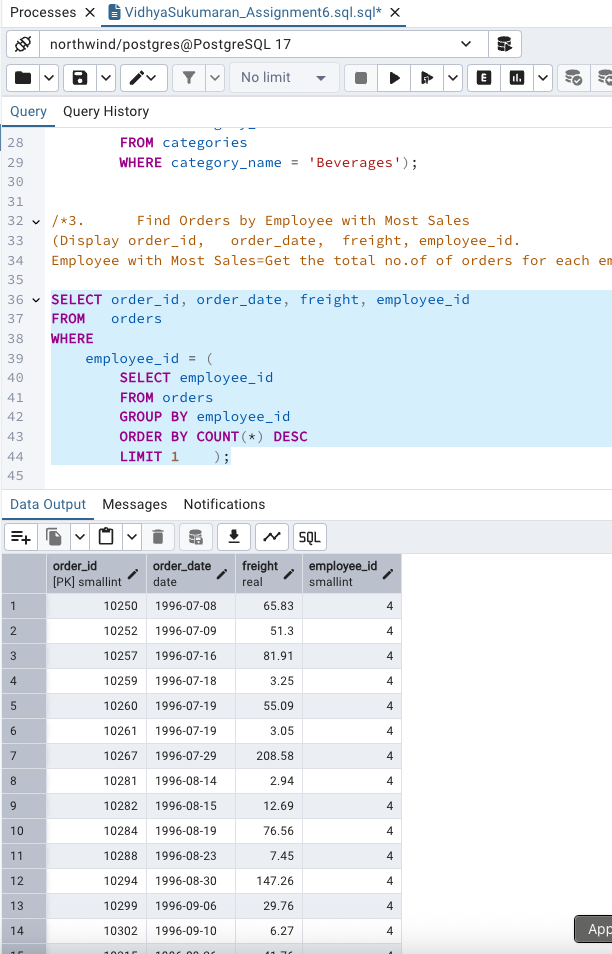 Processes
VidhyaSukumaran_Assignment6.sql.sql*
northwind/postgres@PostgreSQL 17
No limit
E
Query Query History
28 FROM categories
29 WHERE category_name = 'Beverages');
30
31
32 /*3. Find Orders by Employee with Most Sales
33 (Display order_id, order_date, freight, employee_id.
34 Employee with Most Sales=Get the total no.of of orders for each em
35
36 SELECT order_id, order_date, freight, employee_id
37 FROM orders
38 WHERE
39 employee_id = (
40 SELECT employee_id
41 FROM orders
42 GROUP BY employee_id
43 ORDER BY COUNT(*) DESC
44 LIMIT 1 );
45
Data Output Messages Notifications
SQL
order_id order_date freight employee_id
[PK] smallint date real smallint
1 10250 1996-07-08 65.83 4
2 10252 1996-07-09 51.3 4
3 10257 1996-07-16 81.91 4
4 10259 1996-07-18 3.25 4
5 10260 1996-07-19 55.09 4
6 10261 1996-07-19 3.05 4
7 10267 1996-07-29 208.58 4
8 10281 1996-08-14 2.94 4
9 10282 1996-08-15 12.69 4
10 10284 1996-08-19 76.56 4
11 10288 1996-08-23 7.45 4
12 10294 1996-08-30 147.26 4
13 10299 1996-09-06 29.76 4
14 10302 1996-09-10 6.27 4
App